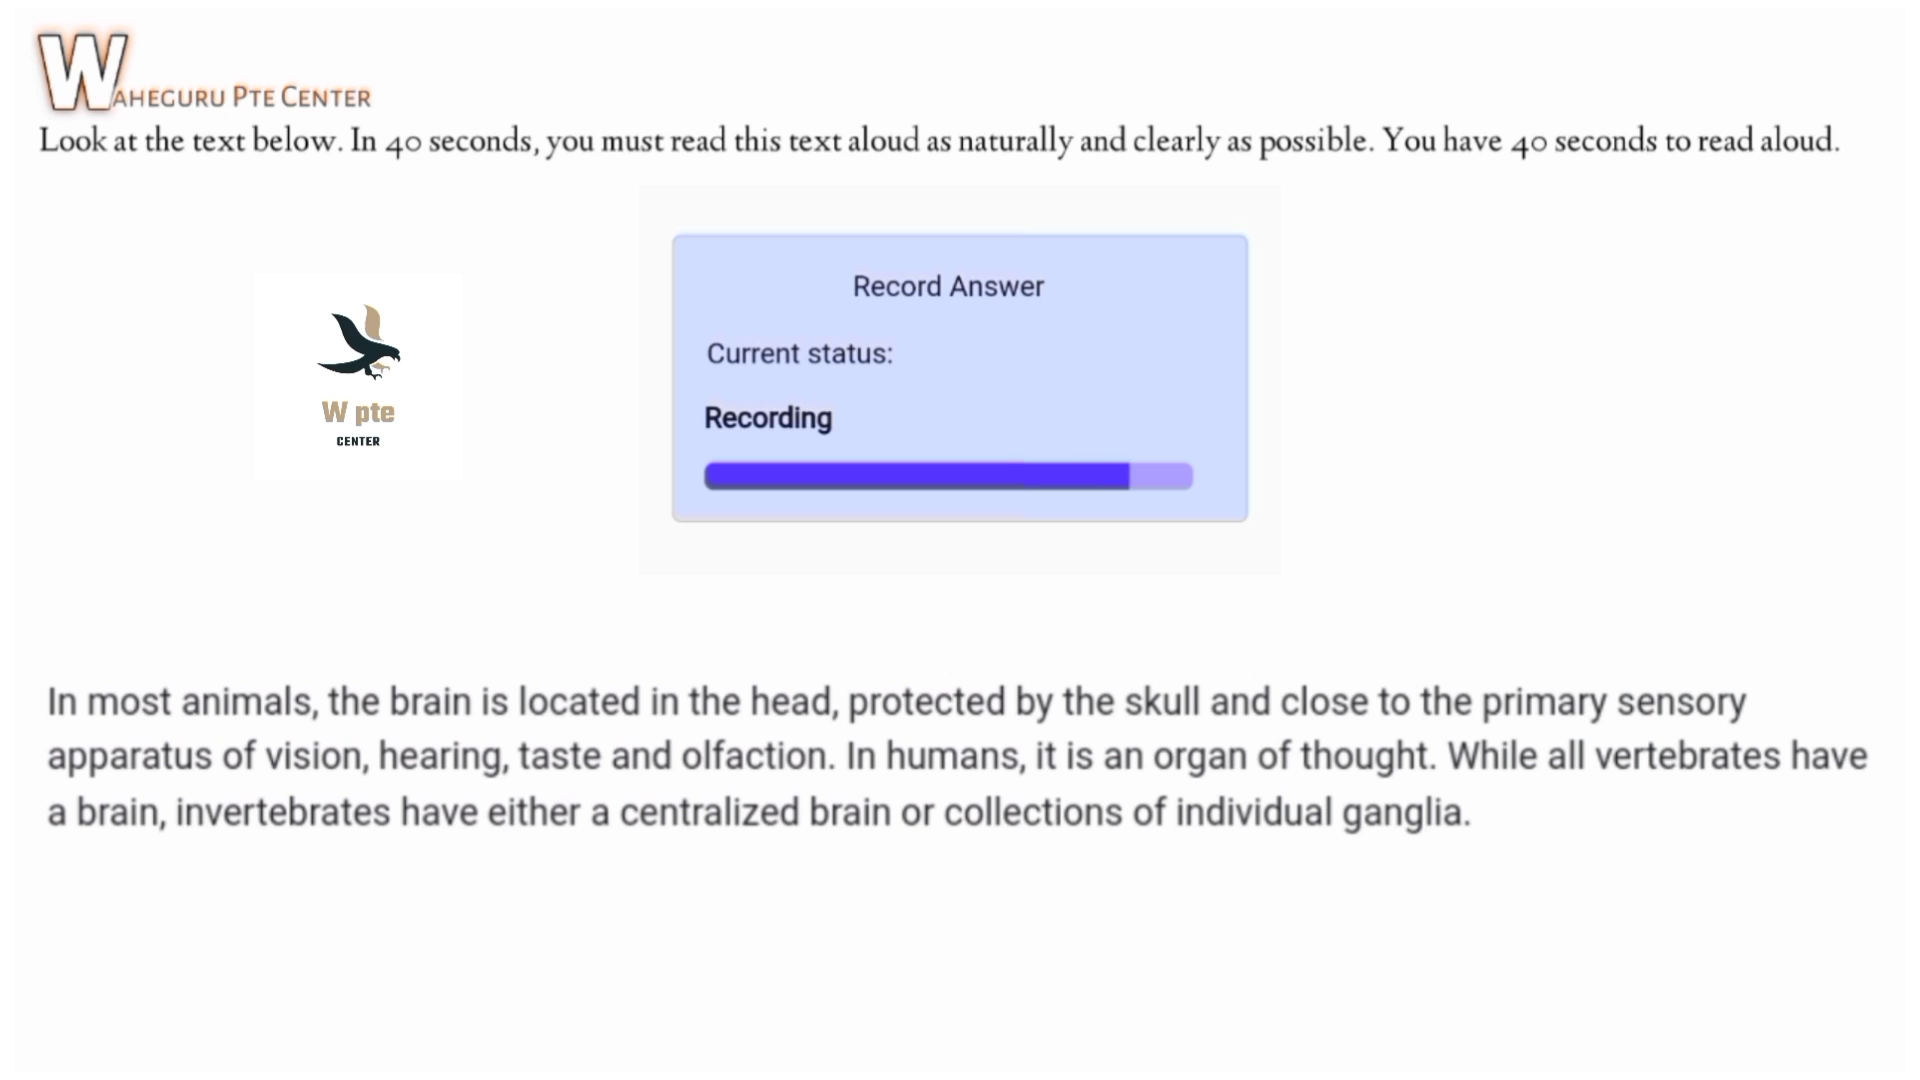 WAHEGURU PTE CENTER
Look at the text below. In 40 seconds, you must read this text aloud as naturally and clearly as possible. You have 40 seconds to read aloud.
Record Answer
Current status:
Recording
W pte
CENTER
In most animals, the brain is located in the head, protected by the skull and close to the primary sensory
apparatus of vision, hearing, taste and olfaction. In humans, it is an organ of thought. While all vertebrates have
a brain, invertebrates have either a centralized brain or collections of individual ganglia.